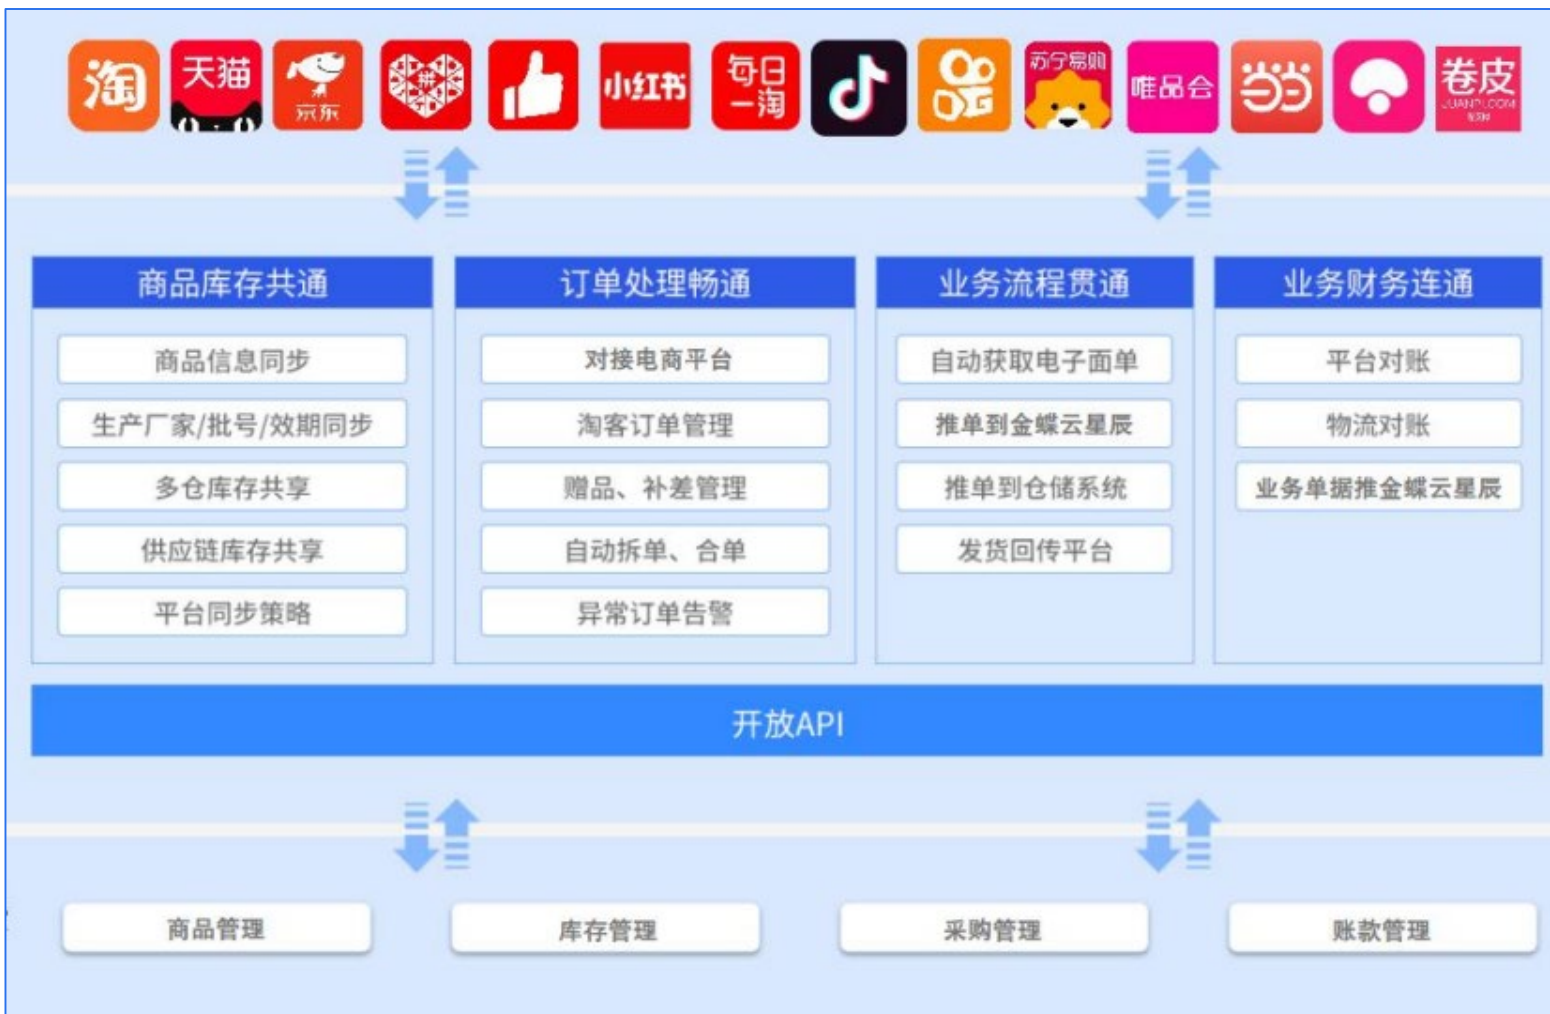 淘
天猫
京东
拼
小红书
每日
一淘
苏宁易购
唯品会
当当
卷皮
JUANPI.COM
商品库存共通
订单处理畅通
业务流程贯通
业务财务连通
商品信息同步
对接电商平台
自动获取电子面单
平台对账
生产厂家/批号/效期同步
淘客订单管理
推单到金蝶云星辰
物流对账
多仓库存共享
赠品、补差管理
推单到仓储系统
业务单据推金蝶云星辰
供应链库存共享
自动拆单、合单
发货回传平台
平台同步策略
异常订单告警
开放API
商品管理
库存管理
采购管理
账款管理